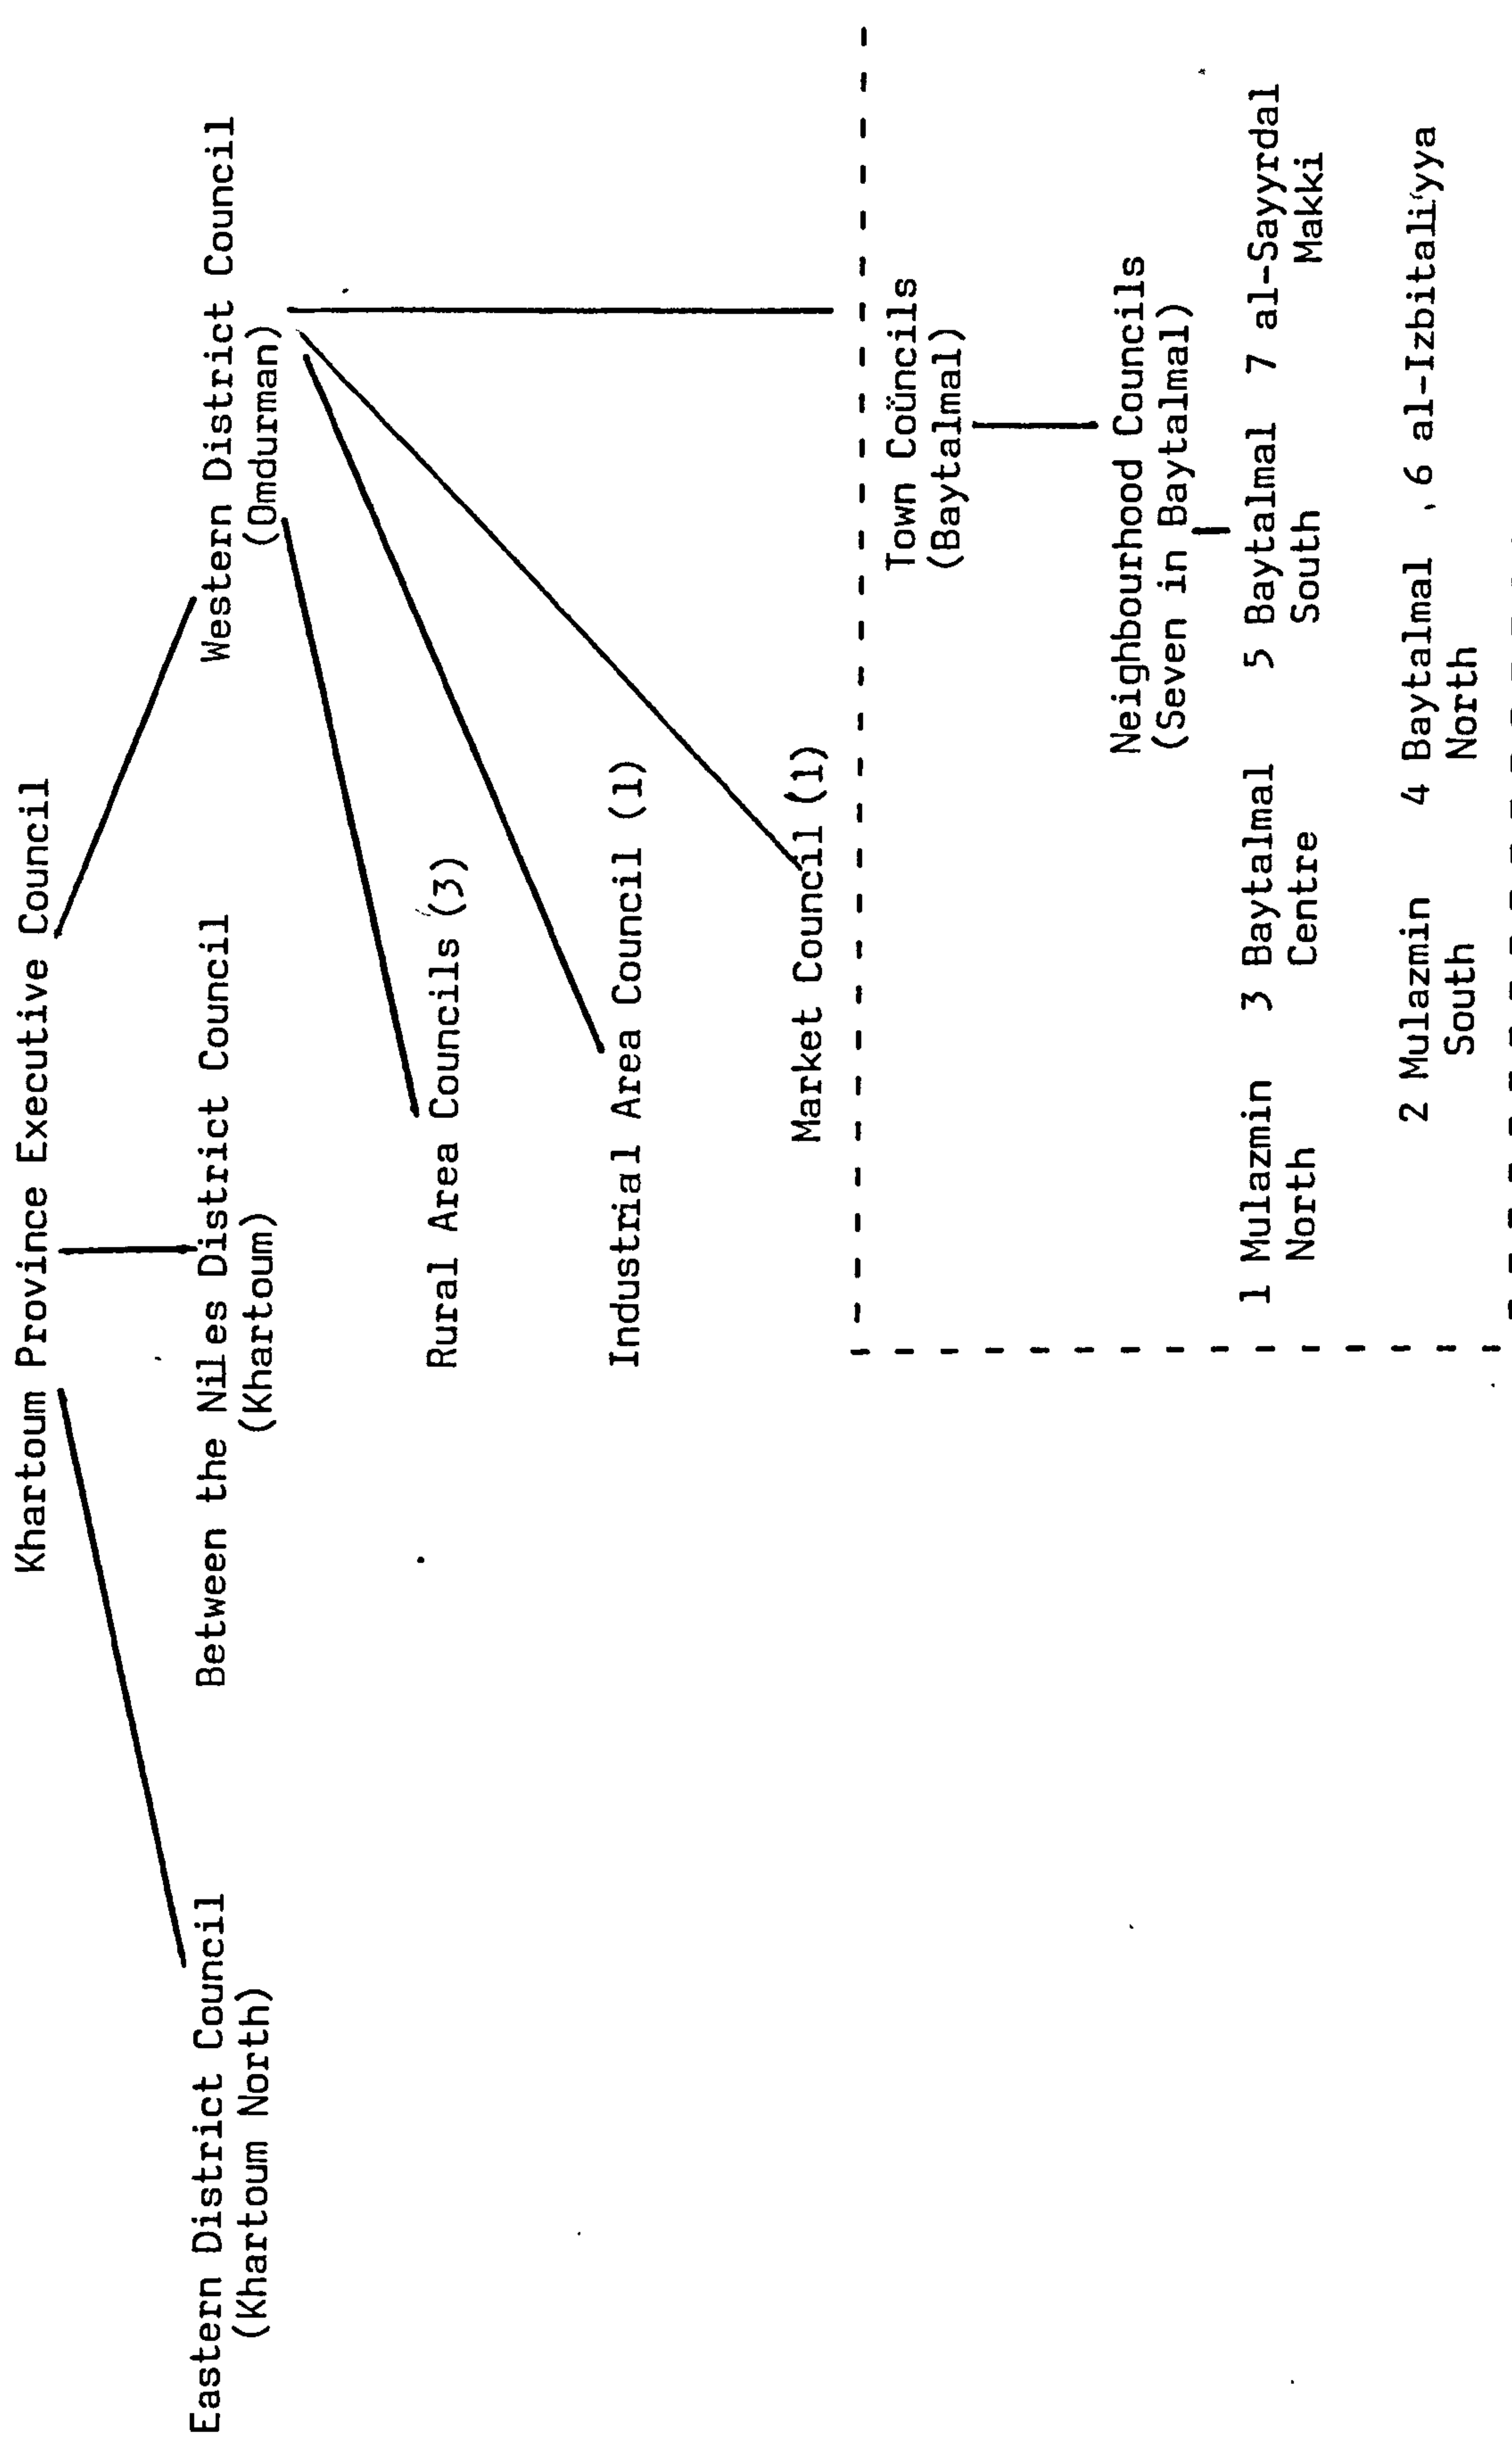 Khartoum Province Executive Council
Eastern District Council
(Khartoum North)
Between the Niles District Council
(Khartoum)
Western District Council
(Omdurman)
Rural Area Councils (3)
Industrial Area Council (1)
Market Council (1)
Town Coüncils
(Baytalmal)
Neighbourhood Councils
(Seven in Baytalmal)
1 Mulazmin
North
3 Baytalmal
Centre
5 Baytalmal
South
7 al-Sayyrdal
Makki
2 Mulazmin
South
4 Baytalmal
North
6 al-Izbitaliyya